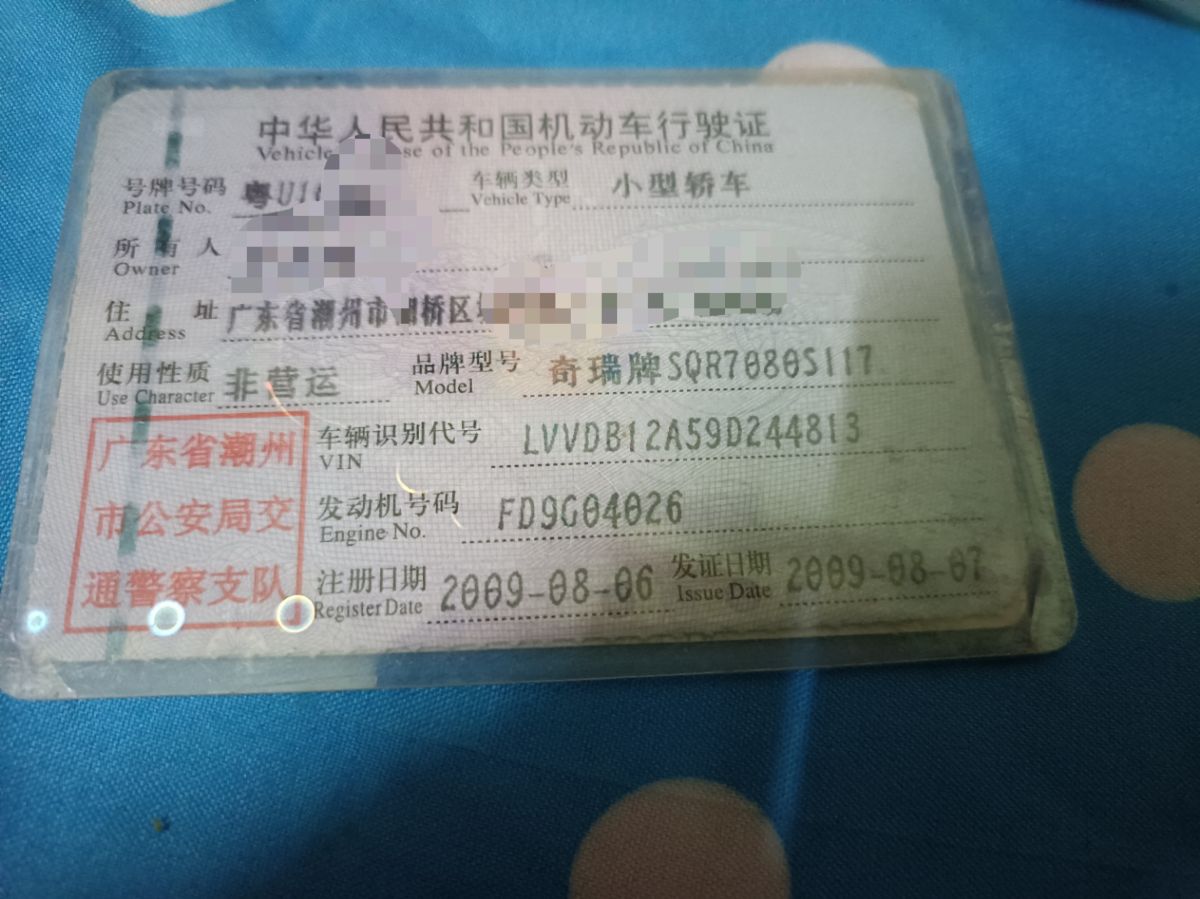 中华人民共和国机动车行驶证
Vehicle se of the People's Republic of China
号牌号码 粤U1 车辆类型 小型轿车
Plate No. Vehicle Type
所有人
Owner
住址 广东省潮州市 桥区
Address
使用性质 非营运 品牌型号 奇瑞牌SQR7080S117
Use Character Model
广东省潮州 车辆识别代号 LVVDB12A59D244813
VIN
市公安局交 发动机号码 FD9G04026
Engine No.
通警察支队 注册日期 2009-08-06 发证日期 2009-08-07
Register Date Issue Date